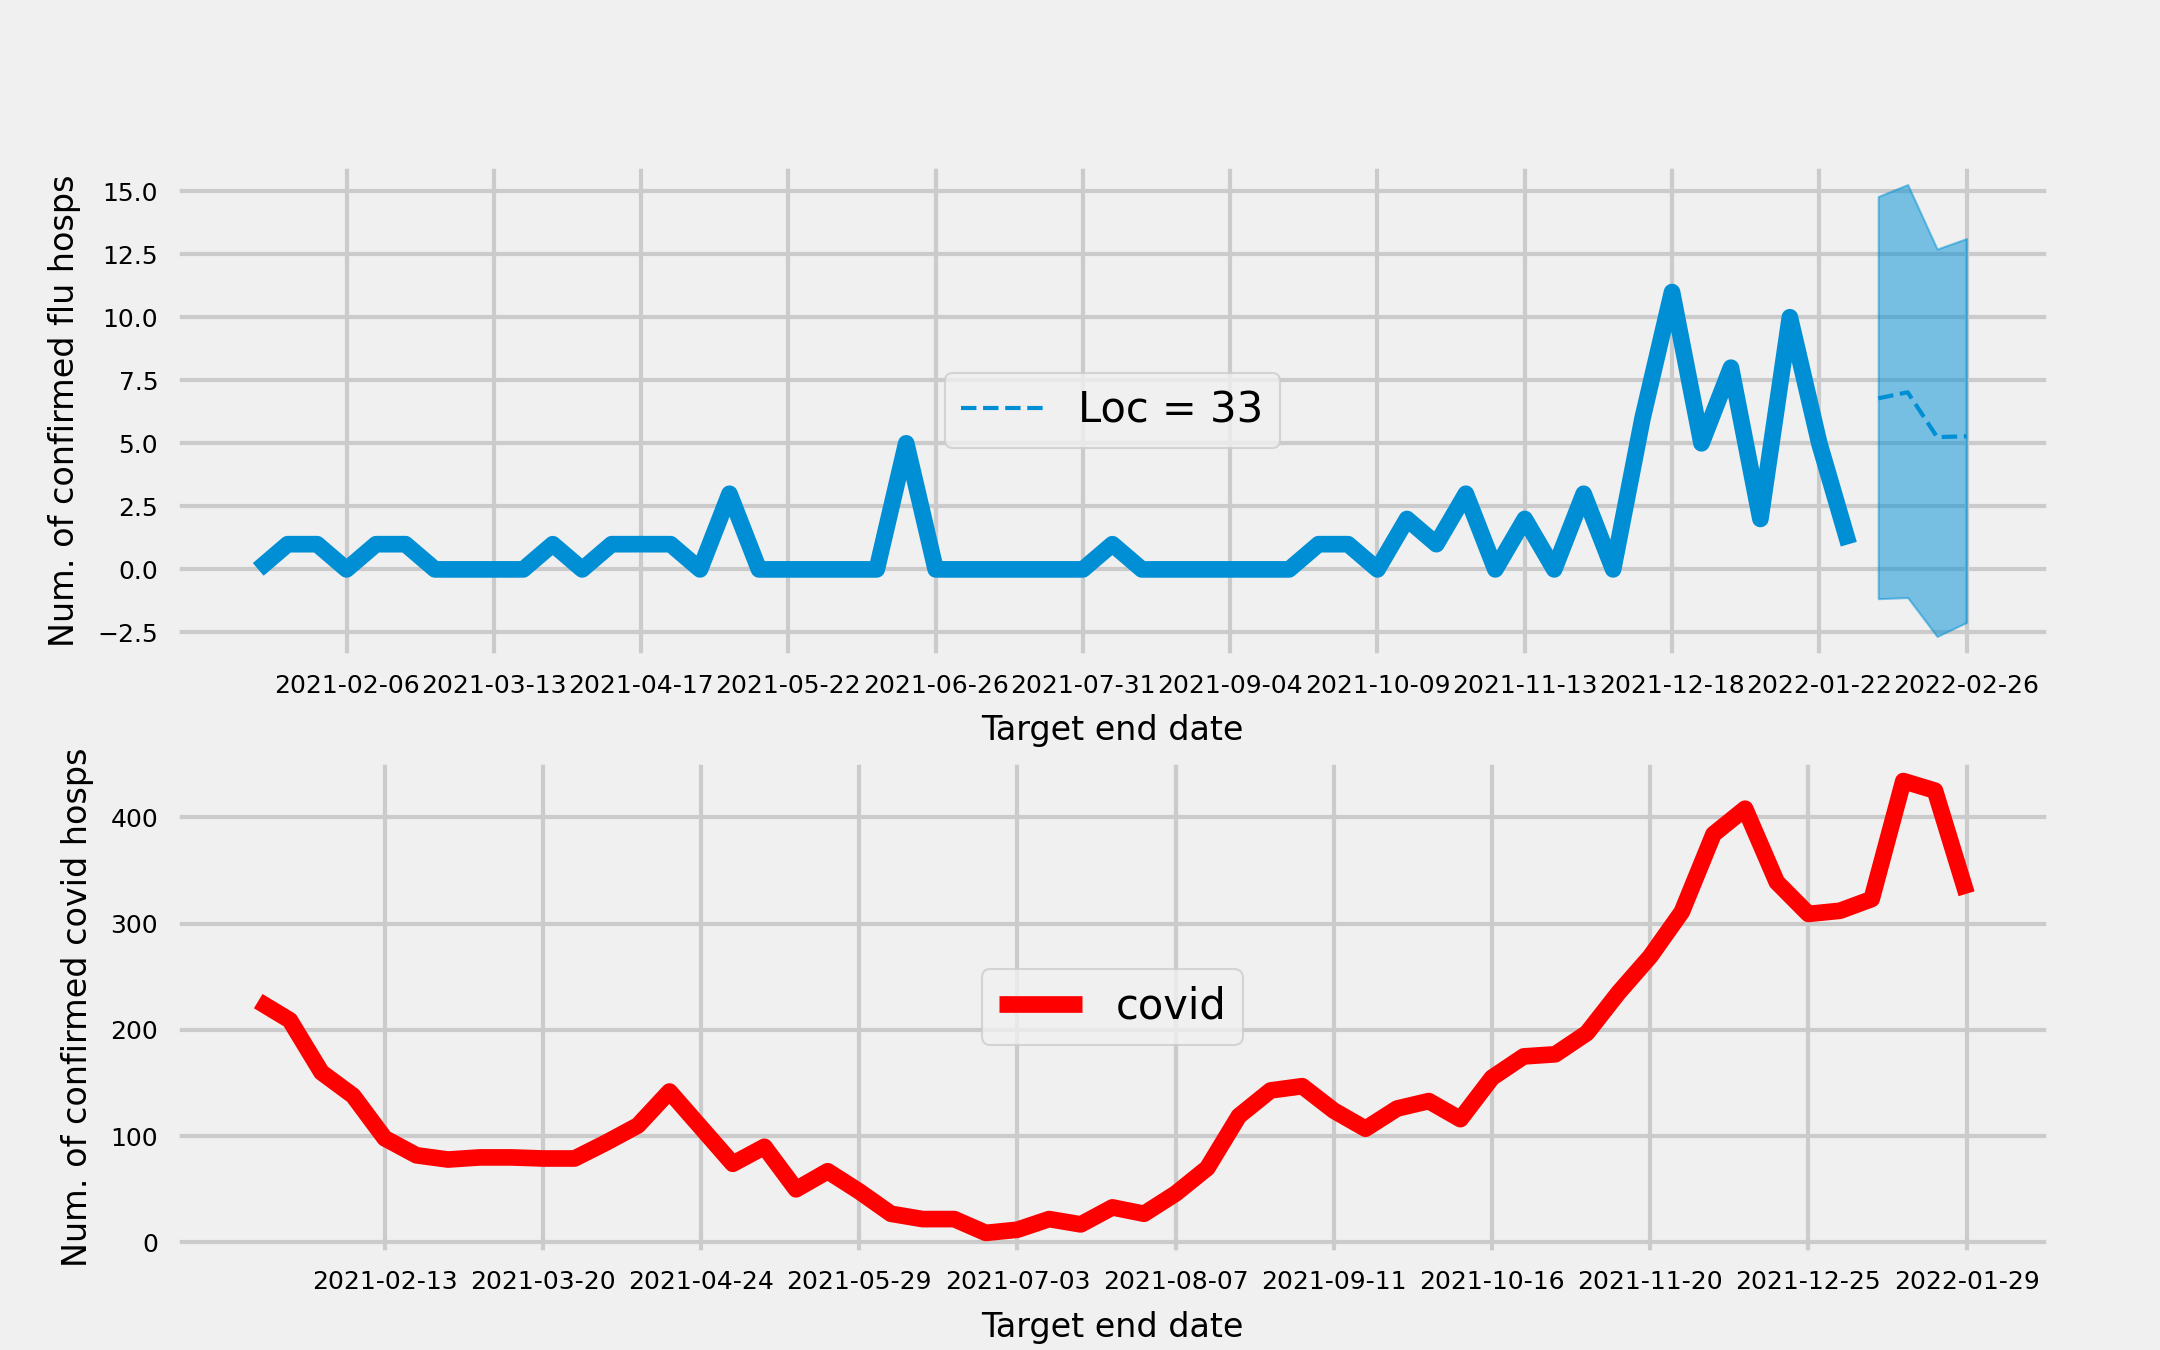 Num. of confirmed flu hosps
15.0
12.5
10.0
7.5
5.0
2.5
0.0
−2.5
Loc = 33
2021-02-06 2021-03-13 2021-04-17 2021-05-22 2021-06-26 2021-07-31 2021-09-04 2021-10-09 2021-11-13 2021-12-18 2022-01-22 2022-02-26
Target end date
Num. of confirmed covid hosps
400
300
200
100
0
covid
2021-02-13 2021-03-20 2021-04-24 2021-05-29 2021-07-03 2021-08-07 2021-09-11 2021-10-16 2021-11-20 2021-12-25 2022-01-29
Target end date